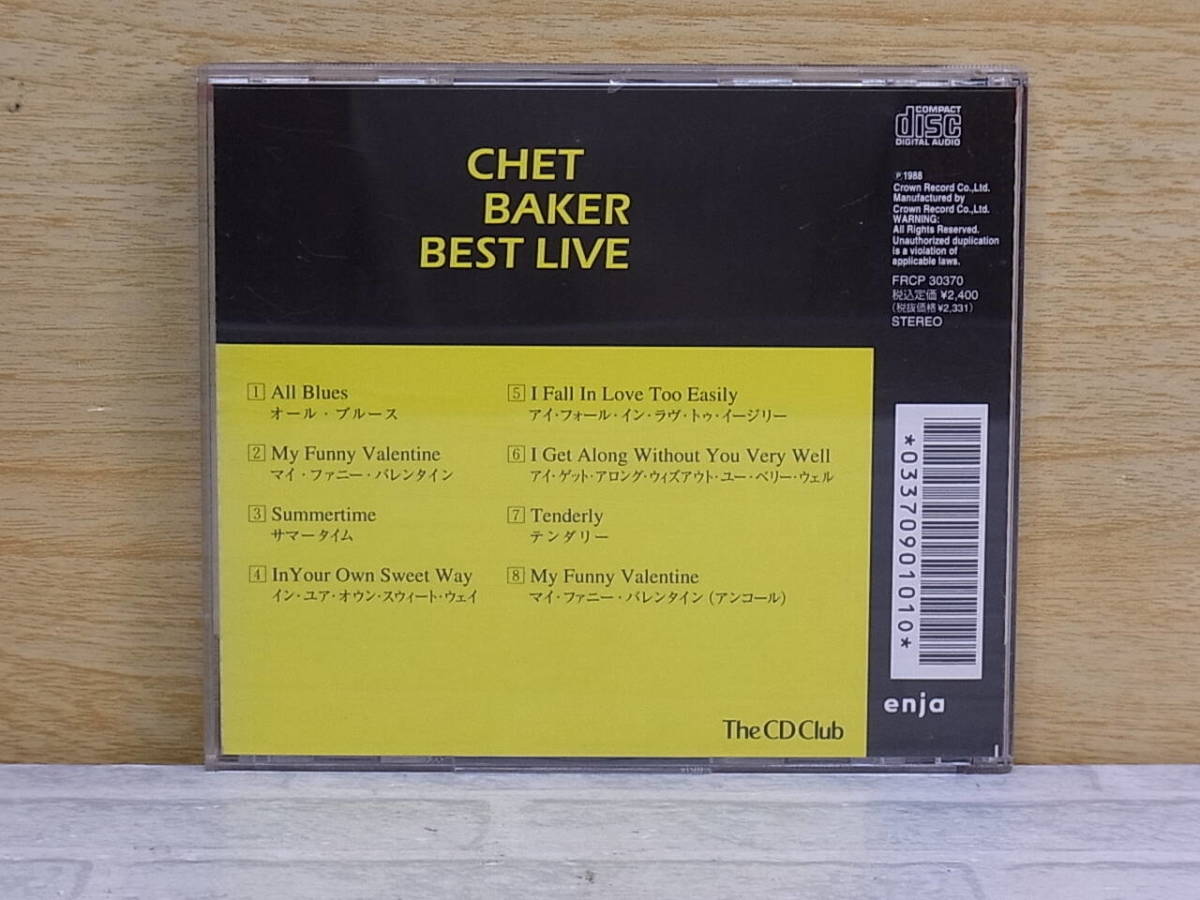 CHET
BAKER
BEST LIVE
COMPACT
disc
DIGITAL AUDIO
℗1988
Crown Record Co.,Ltd.
Manufactured by
Crown Record Co.,Ltd.
WARNING:
All Rights Reserved.
Unauthorized duplication
is a violation of
applicable laws.
FRCP 30370
税込定価 ¥2,400
(税抜価格 ¥2,331)
STEREO
1 All Blues
オール・ブルース
2 My Funny Valentine
マイ・ファニー・バレンタイン
3 Summertime
サマータイム
4 InYour Own Sweet Way
イン・ユア・オウン・スウィート・ウェイ
5 I Fall In Love Too Easily
アイ・フォール・イン・ラヴ・トゥ・イージリー
6 I Get Along Without You Very Well
アイ・ゲット・アロング・ウィズアウト・ユー・ベリー・ウェル
7 Tenderly
テンダリー
8 My Funny Valentine
マイ・ファニー・バレンタイン(アンコール)
*0337090101010*
enja
The CD Club